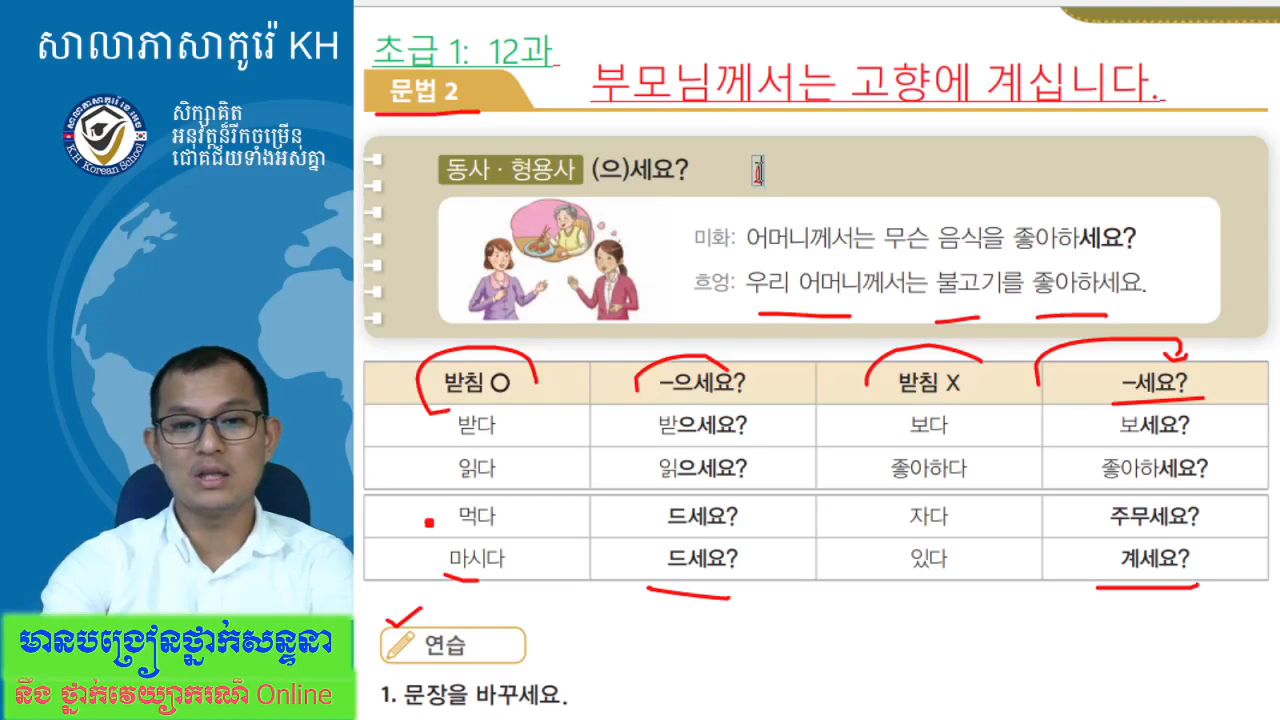 សាលាភាសាកូរ៉េ KH
សិក្សាគិត
អនុវត្តន៍រីកចម្រើន
ជោគជ័យទាំងអស់គ្នា
K.H Korean School
មានបង្រៀនថ្នាក់សន្ទនា
និង ថ្នាក់វេយ្យាករណ៍ Online
초급 1: 12과
문법 2
부모님께서는 고향에 계십니다.
동사 · 형용사 (으)세요?
미화: 어머니께서는 무슨 음식을 좋아하세요?
흐엉: 우리 어머니께서는 불고기를 좋아하세요.
받침 O –으세요? 받침 X –세요?
받다 받으세요? 보다 보세요?
읽다 읽으세요? 좋아하다 좋아하세요?
먹다 드세요? 자다 주무세요?
마시다 드세요? 있다 계세요?
연습
1. 문장을 바꾸세요.